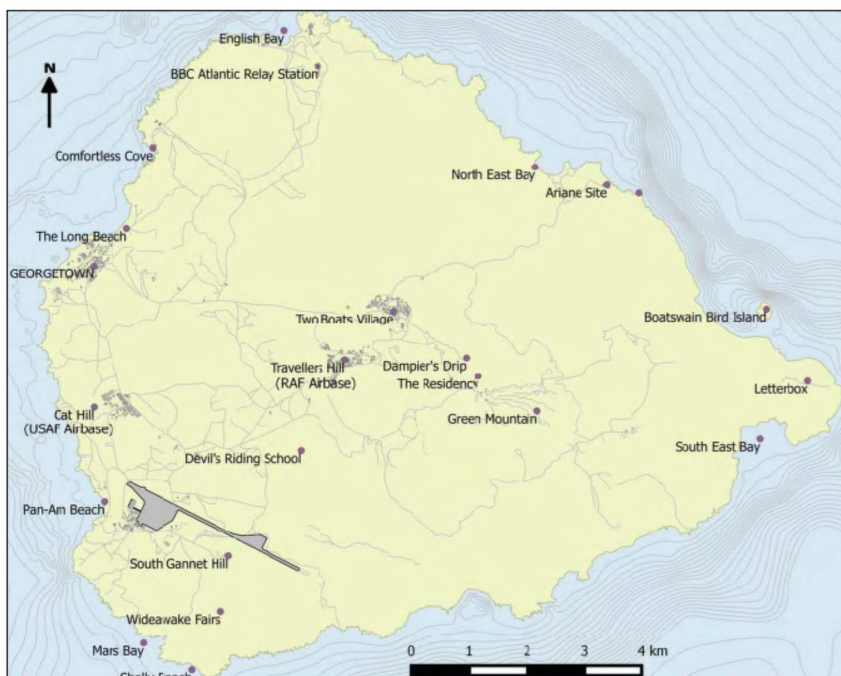 English Bay
BBC Atlantic Relay Station
N
Comfortless Cove
North East Bay
Ariane Site
The Long Beach
GEORGETOWN
Two Boats Village
Boatswain Bird Island
Travellers Hill
(RAF Airbase)
Dampier's Drip
The Residency
Letterbox
Cat Hill
(USAF Airbase)
Green Mountain
South East Bay
Devil's Riding School
Pan-Am Beach
South Gannet Hill
Wideawake Fairs
Mars Bay
0 1 2 3 4 km